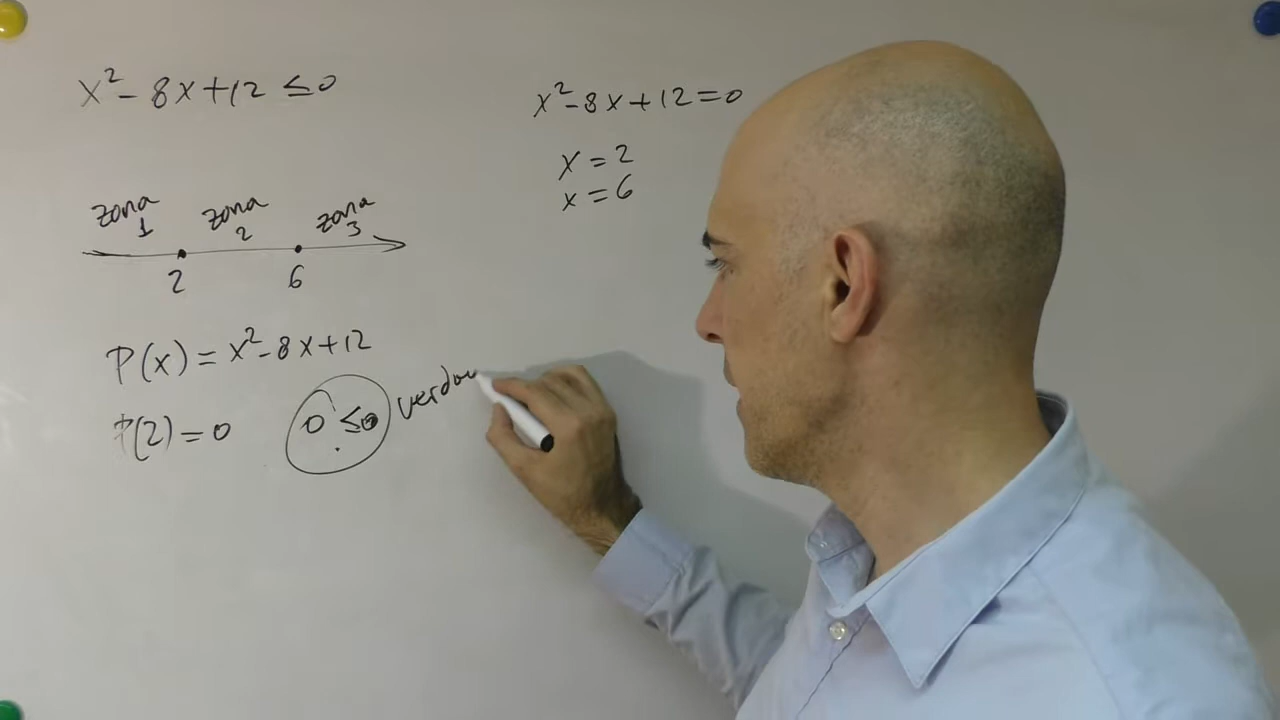 x² - 8x + 12 ≤ 0
x² - 8x + 12 = 0
x = 2
x = 6
zona 1 zona 2 zona 3
2 6
P(x) = x² - 8x + 12
P(2) = 0 0 ≤ 0 verda